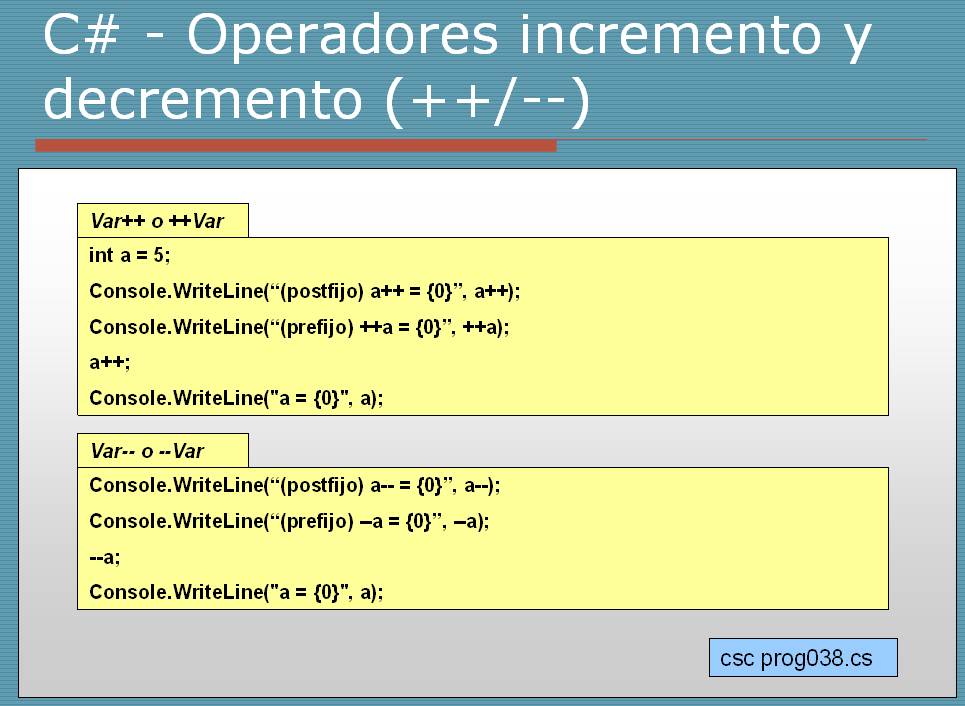 C# - Operadores incremento y
decremento (++/--)
Var++ o ++Var
int a = 5;
Console.WriteLine(“(postfijo) a++ = {0}”, a++);
Console.WriteLine(“(prefijo) ++a = {0}”, ++a);
a++;
Console.WriteLine("a = {0}", a);
Var-- o --Var
Console.WriteLine(“(postfijo) a-- = {0}”, a--);
Console.WriteLine(“(prefijo) –a = {0}”, –a);
--a;
Console.WriteLine("a = {0}", a);
csc prog038.cs